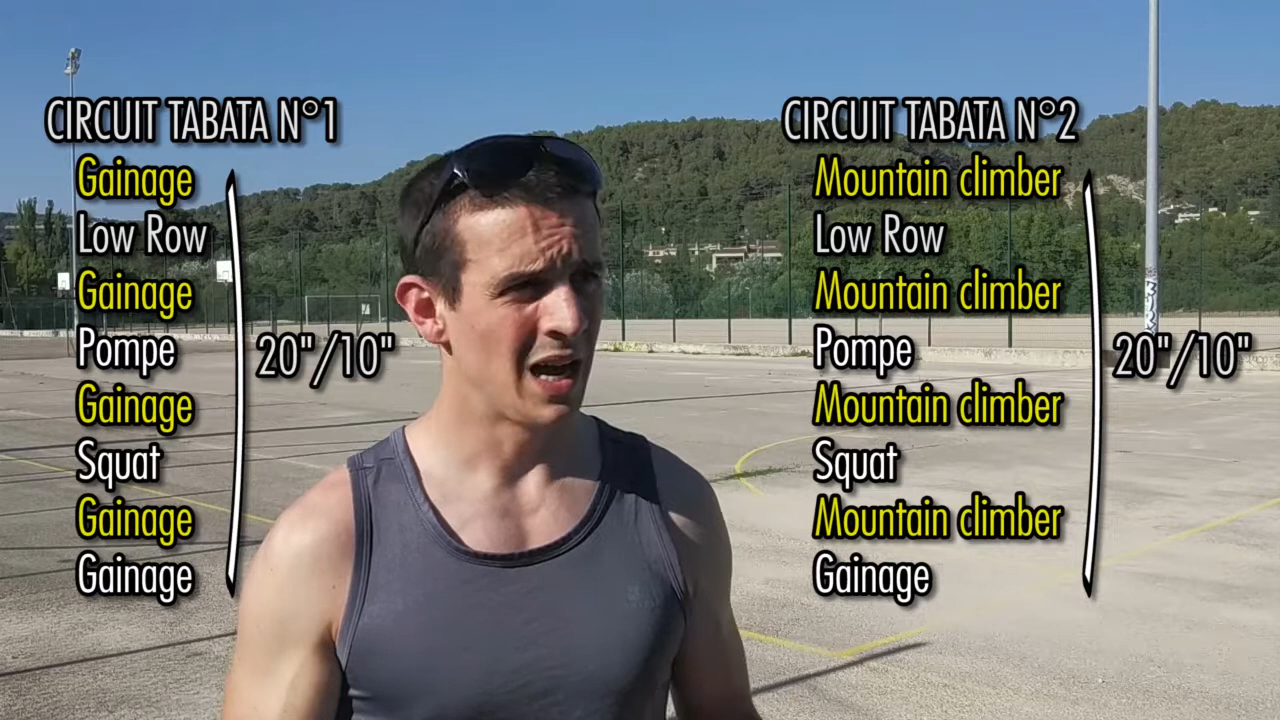 CIRCUIT TABATA N°1
Gainage
Low Row
Gainage
Pompe
Gainage
Squat
Gainage
Gainage
20"/10"
CIRCUIT TABATA N°2
Mountain climber
Low Row
Mountain climber
Pompe
Mountain climber
Squat
Mountain climber
Gainage
20"/10"